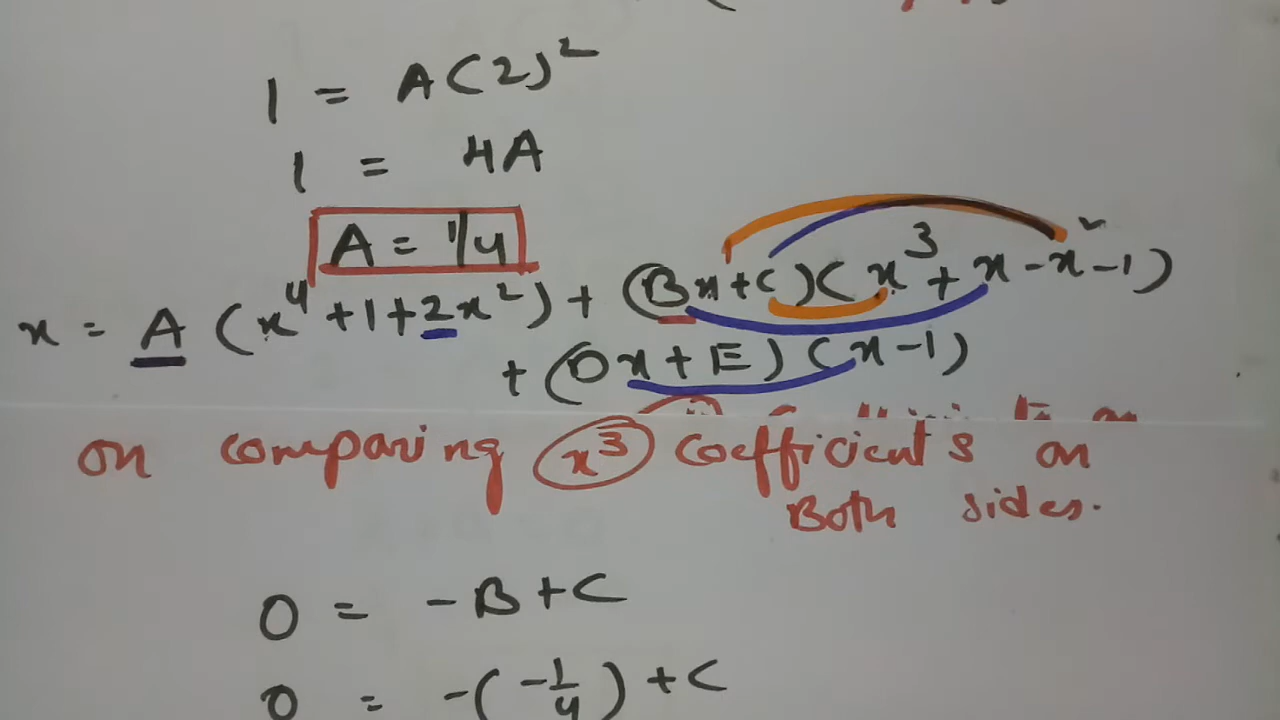 1 = A(2)²
1 = 4A
A = 1/4
x = A(x⁴+1+2x²) + (Bx+C)(x³+x-x²-1)
+ (Dx+E)(x-1)
on comparing x³ coefficient's on
Both sides.
0 = -B+C
0 = -(-1/4)+C